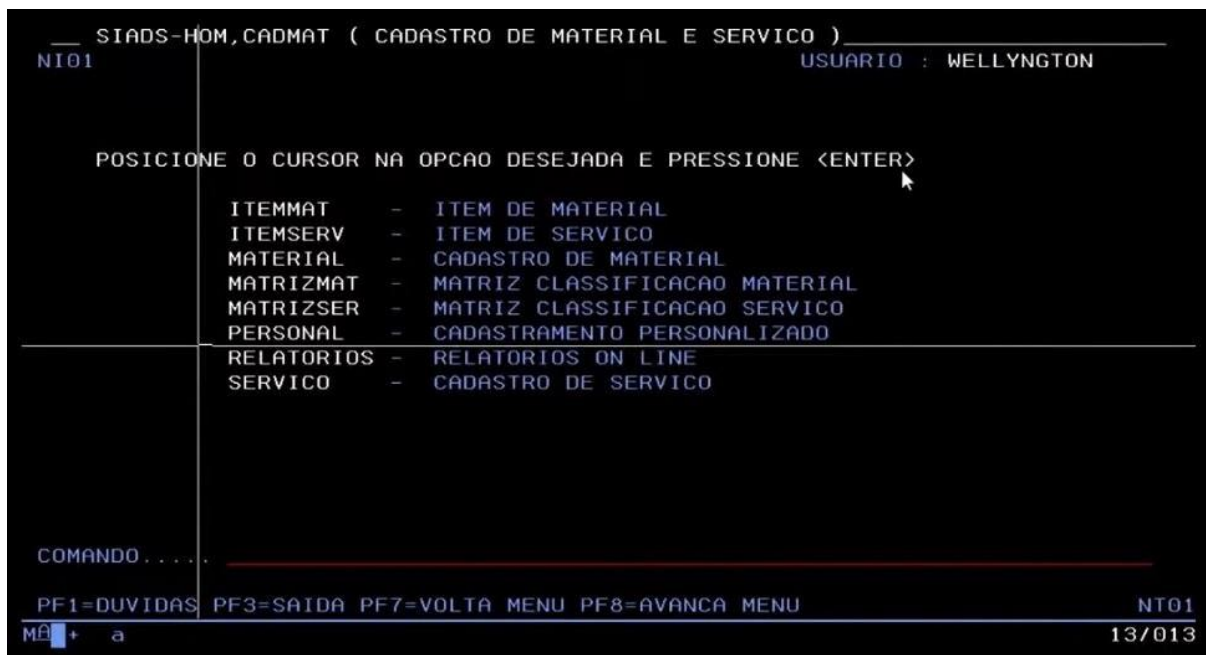 __ SIADS-HOM,CADMAT ( CADASTRO DE MATERIAL E SERVICO )
NI01 USUARIO : WELLYNGTON
POSICIONE O CURSOR NA OPCAO DESEJADA E PRESSIONE <ENTER>
ITEMMAT - ITEM DE MATERIAL
ITEMSERV - ITEM DE SERVICO
MATERIAL - CADASTRO DE MATERIAL
MATRIZMAT - MATRIZ CLASSIFICACAO MATERIAL
MATRIZSER - MATRIZ CLASSIFICACAO SERVICO
PERSONAL - CADASTRAMENTO PERSONALIZADO
RELATORIOS - RELATORIOS ON LINE
SERVICO - CADASTRO DE SERVICO
COMANDO......
PF1=DUVIDAS PF3=SAIDA PF7=VOLTA MENU PF8=AVANCA MENU NT01
MA + a 13/013